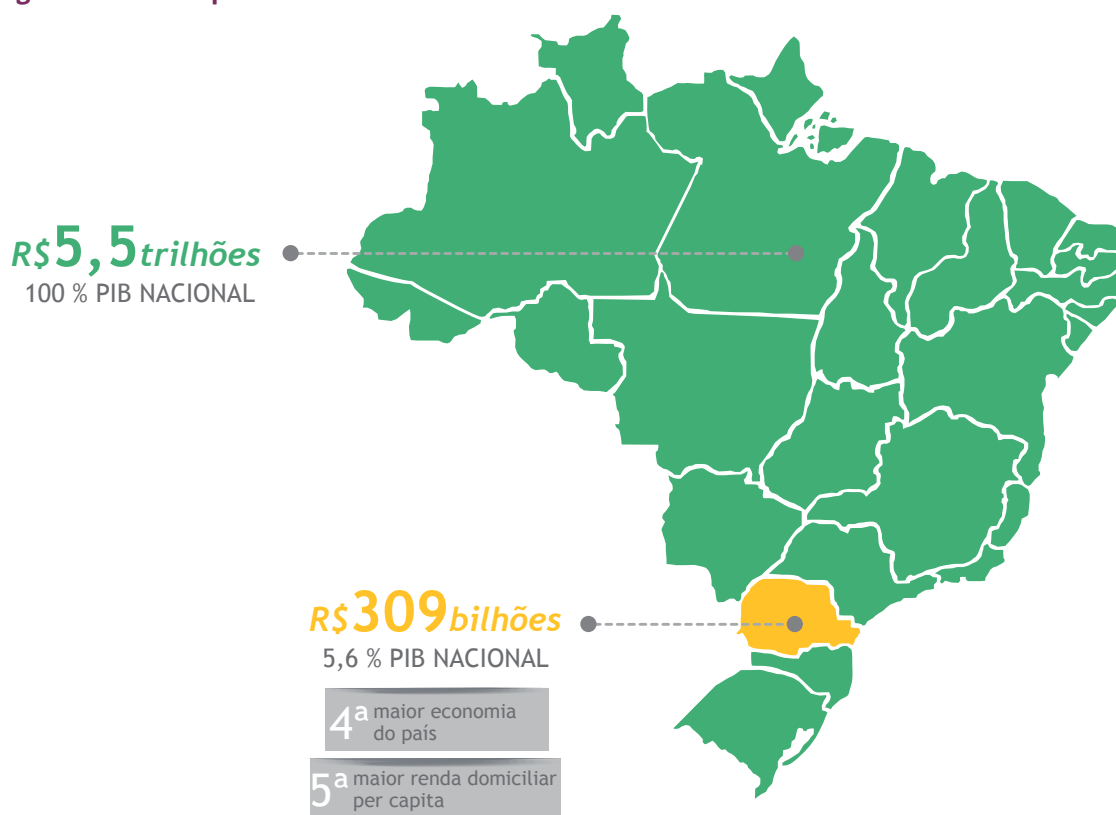 R$5,5trilhões
100 % PIB NACIONAL
R$309bilhões
5,6 % PIB NACIONAL
4ª maior economia
do país
5ª maior renda domiciliar
per capita